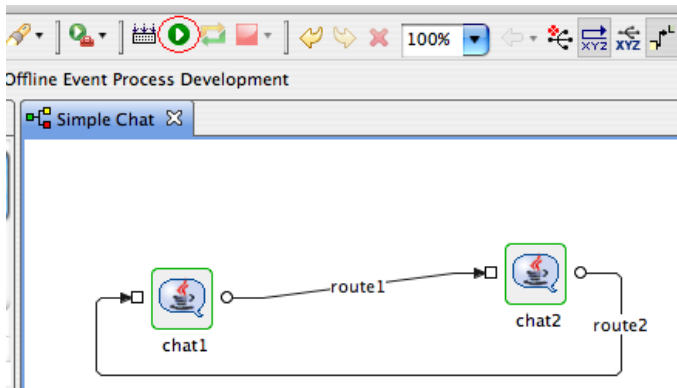 100%
XYZ
XYZ
Offline Event Process Development
Simple Chat
route1
chat1
chat2
route2